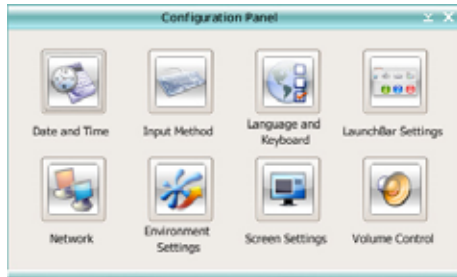 Configuration Panel
Date and Time
Input Method
Language and
Keyboard
LaunchBar Settings
Network
Environment
Settings
Screen Settings
Volume Control